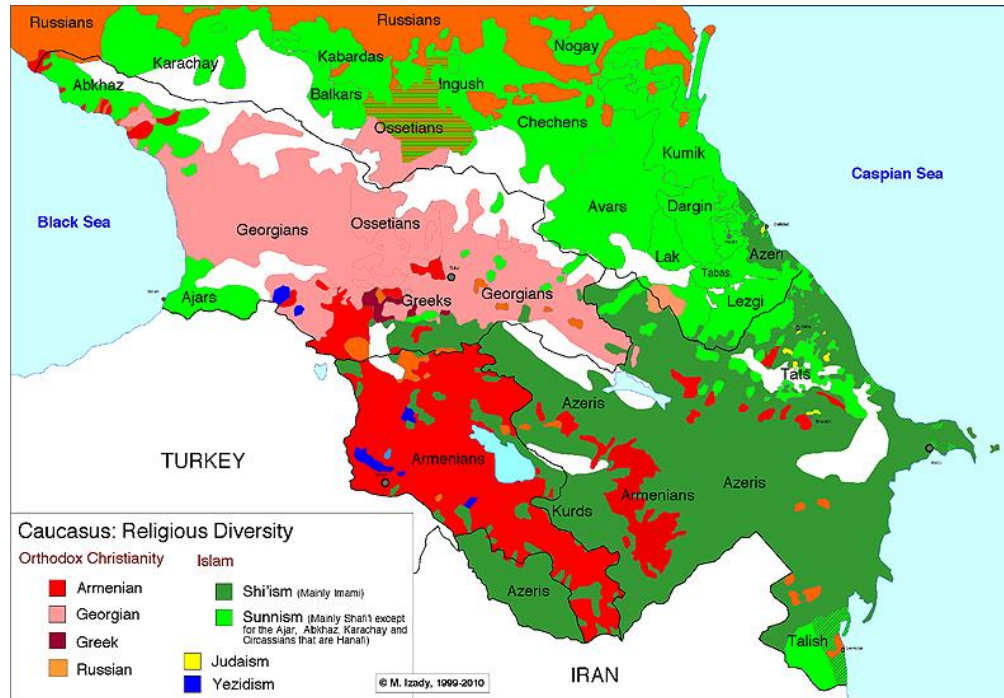 Russians
Russians
Karachay
Kabardas
Nogay
Abkhaz
Balkars
Ingush
Ossetians
Chechens
Kumik
Caspian Sea
Black Sea
Georgians
Ossetians
Avars
Dargin
Azeri
Lak
Tabas.
Ajars
Greeks
Georgians
Lezgi
Tats
Azeris
TURKEY
Armenians
Armenians
Azeris
Kurds
Azeris
Talish
IRAN
Caucasus: Religious Diversity
Orthodox Christianity
Islam
Armenian
Georgian
Greek
Russian
Shi'ism (Mainly Imami)
Sunnism (Mainly Shafi'i except
for the Ajar, Abkhaz, Karachay and
Circassians that are Hanafi)
Judaism
Yezidism
© M. Izady, 1999-2010